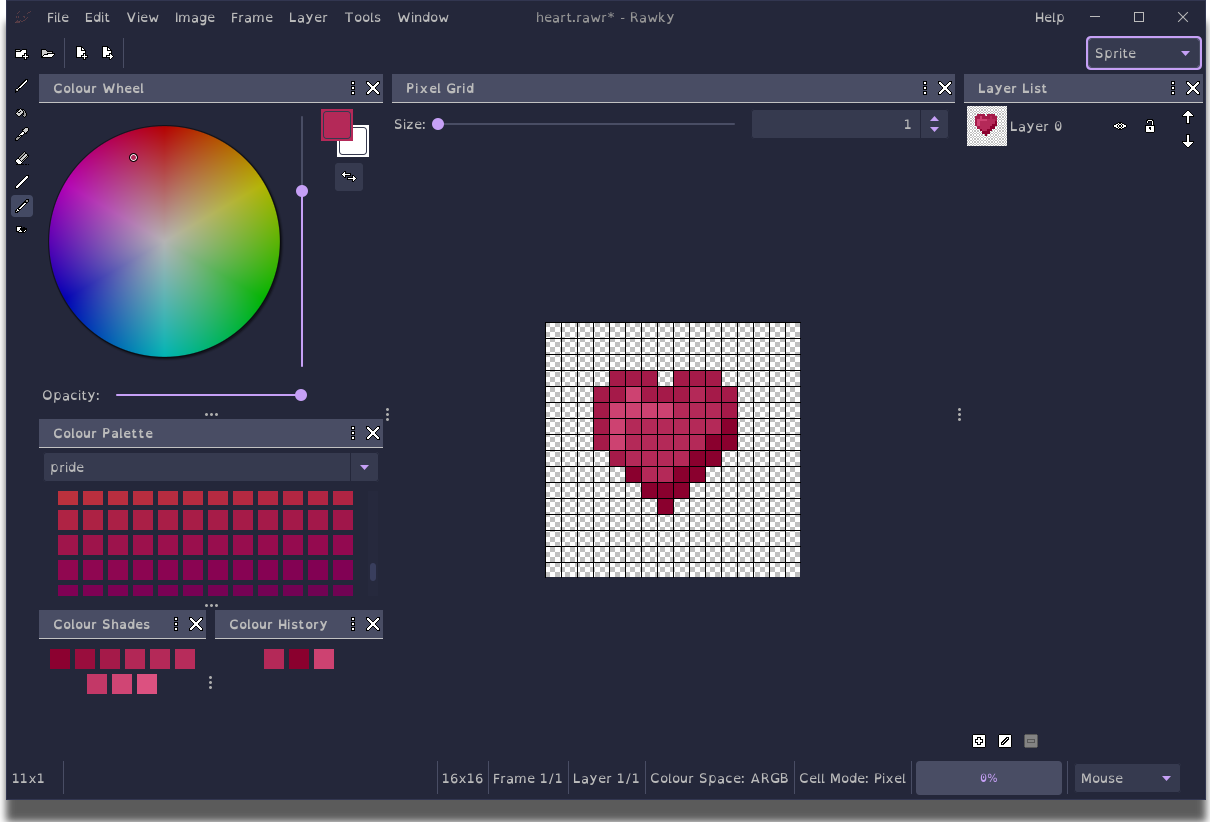 File Edit View Image Frame Layer Tools Window heart.rawr* - Rawky Help
Sprite
Colour Wheel
Pixel Grid
Layer List
Size: 1
Layer 0
Opacity:
Colour Palette
pride
Colour Shades
Colour History
11x1 16x16 Frame 1/1 Layer 1/1 Colour Space: ARGB Cell Mode: Pixel 0% Mouse